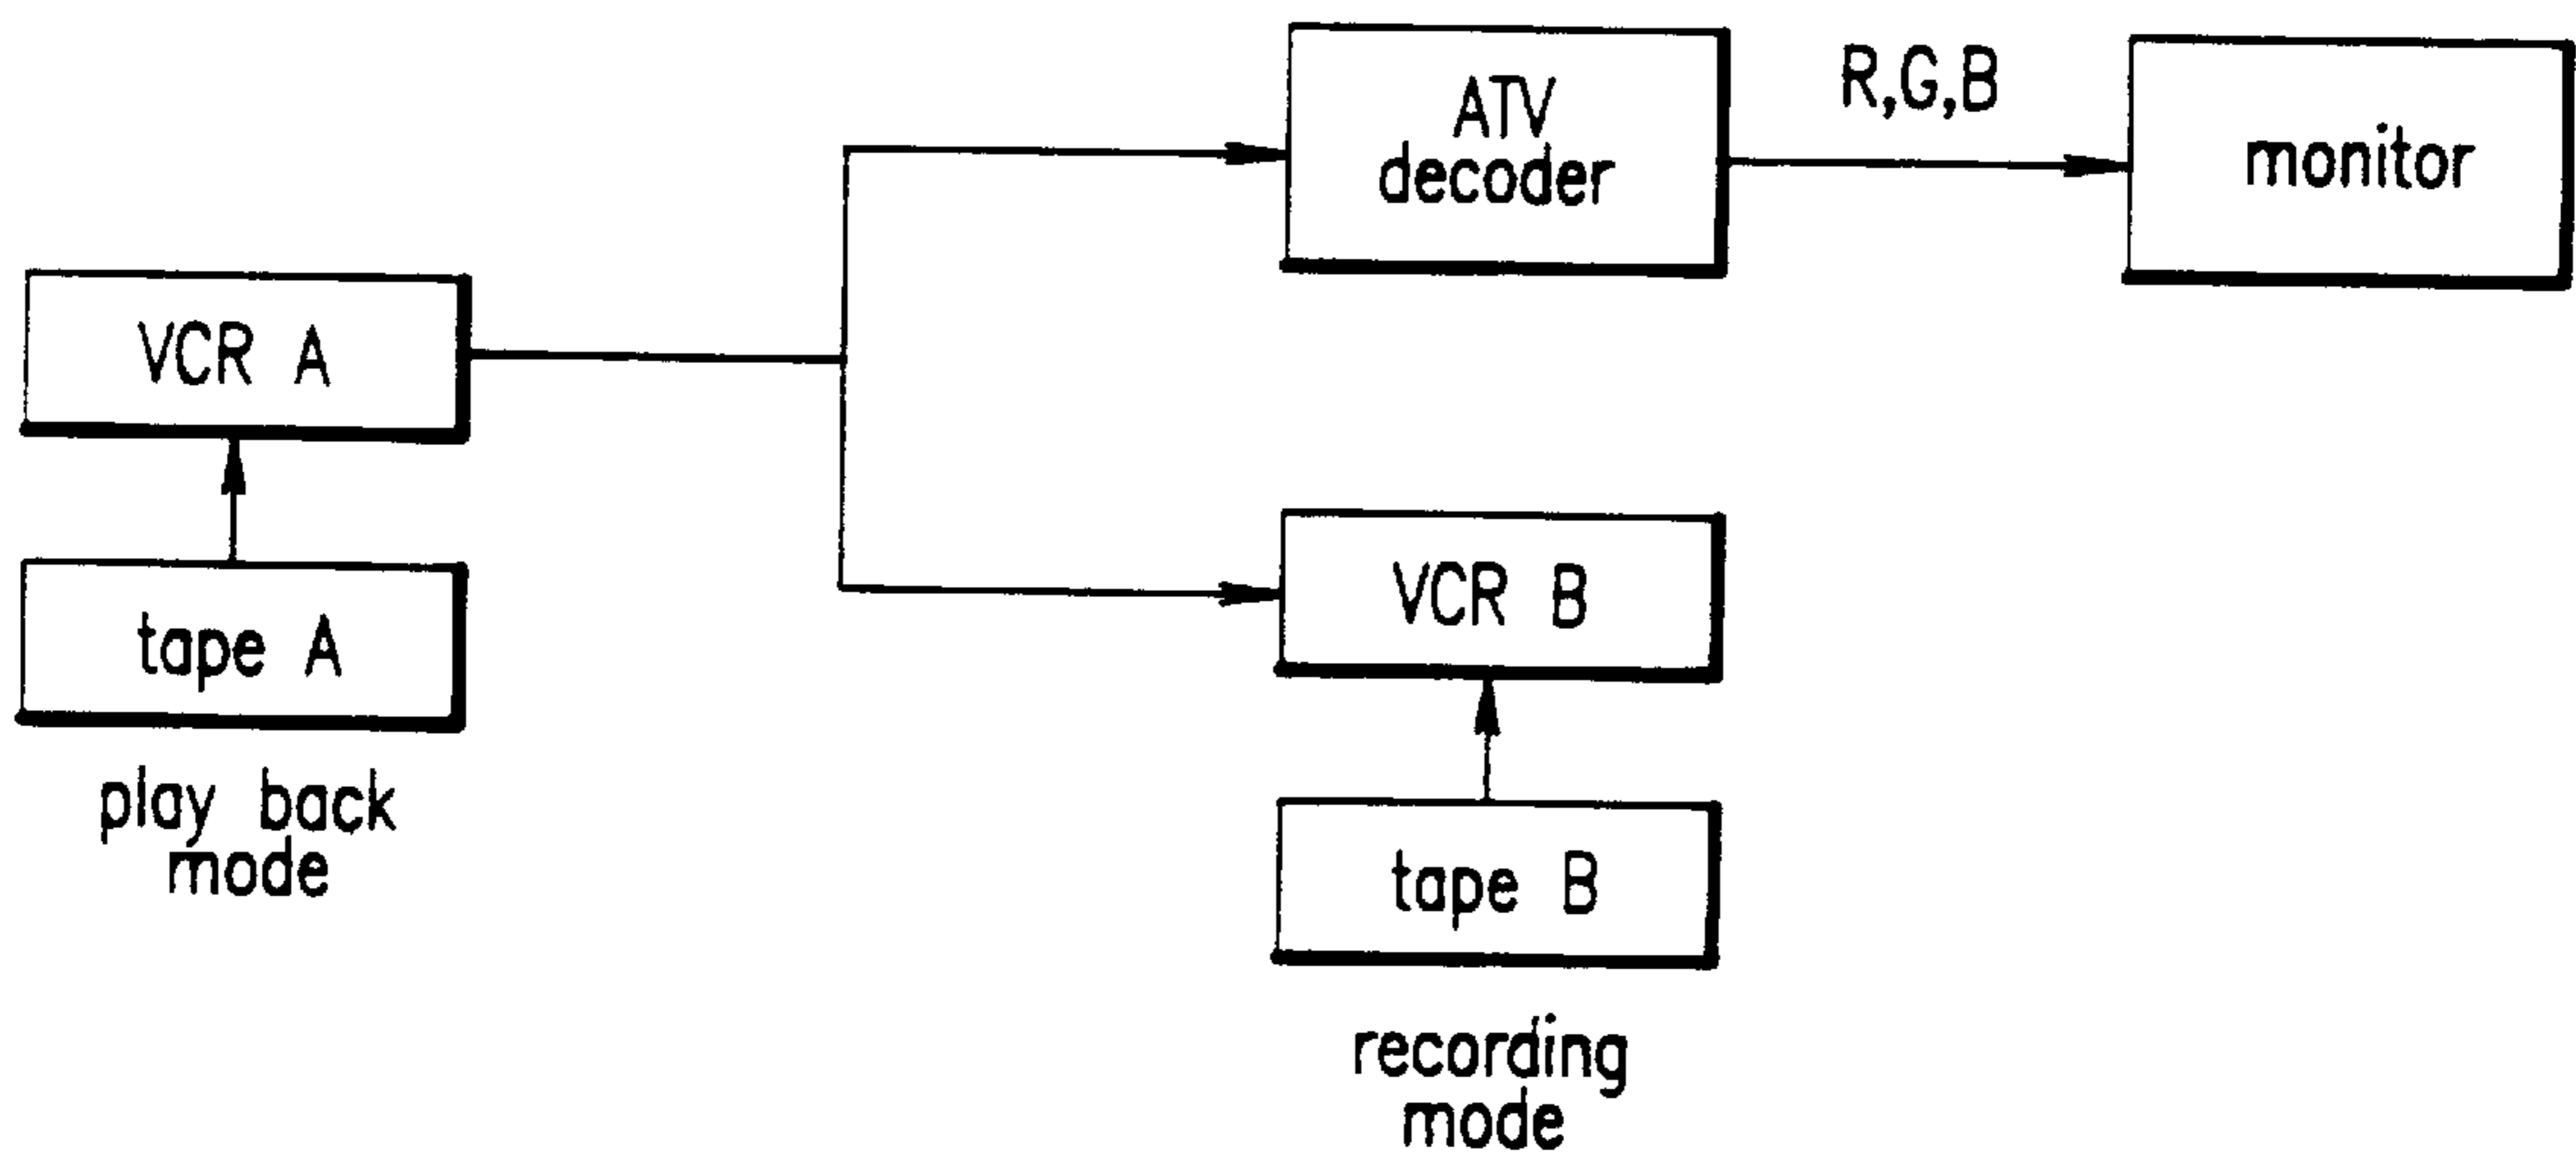 ATV
decoder
R,G,B
monitor
VCR A
tape A
play back
mode
VCR B
tape B
recording
mode